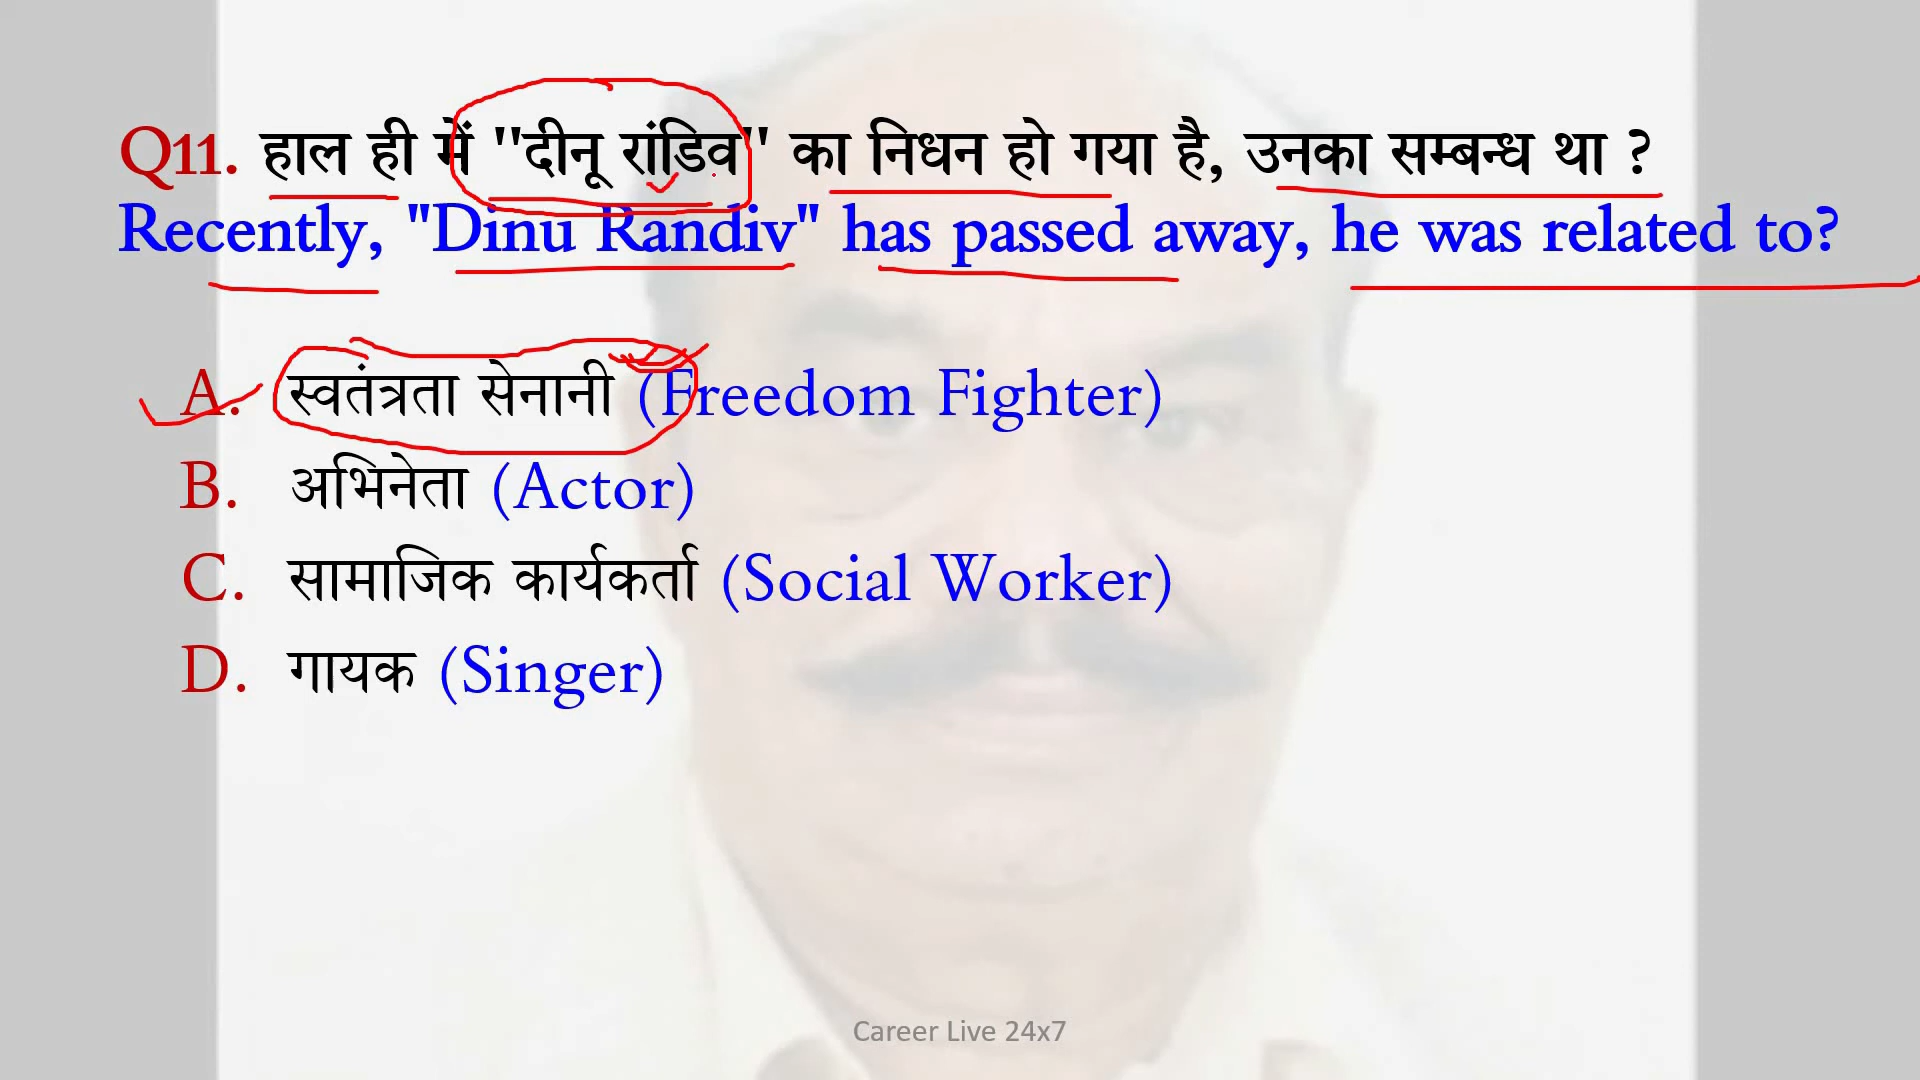 Q11. हाल ही में "दीनू रांडिव" का निधन हो गया है, उनका सम्बन्ध था ?
Recently, "Dinu Randiv" has passed away, he was related to?
A. स्वतंत्रता सेनानी (Freedom Fighter)
B. अभिनेता (Actor)
C. सामाजिक कार्यकर्ता (Social Worker)
D. गायक (Singer)
Career Live 24x7